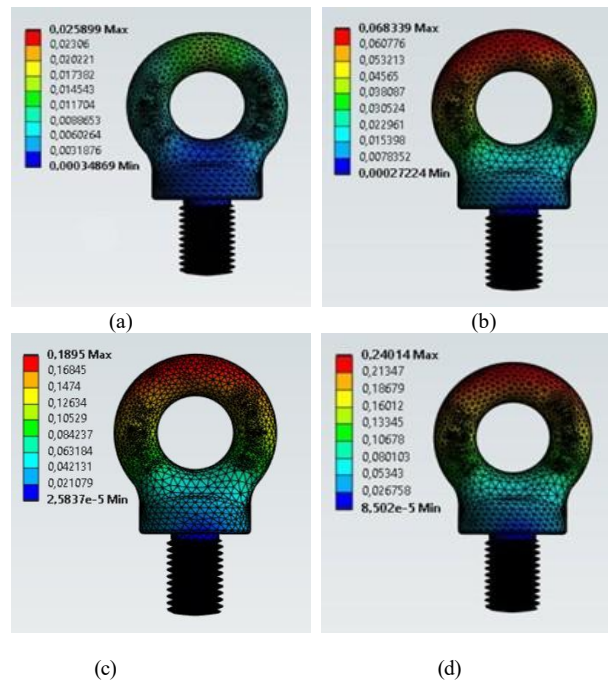 0,025899 Max
0,02306
0,020221
0,017382
0,014543
0,011704
0,0088653
0,0060264
0,0031876
0,00034869 Min
0,068339 Max
0,060776
0,053213
0,04565
0,038087
0,030524
0,022961
0,015398
0,0078352
0,00027224 Min
(a)
(b)
0,1895 Max
0,16845
0,1474
0,12634
0,10529
0,084237
0,063184
0,042131
0,021079
2,5837e-5 Min
0,24014 Max
0,21347
0,18679
0,16012
0,13345
0,10678
0,080103
0,05343
0,026758
8,502e-5 Min
(c)
(d)